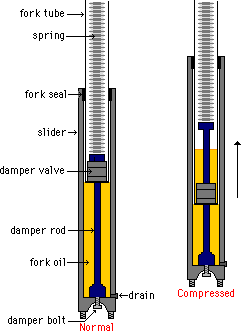 fork tube
spring
fork seal
slider
damper valve
damper rod
fork oil
drain
damper bolt
Normal
Compressed